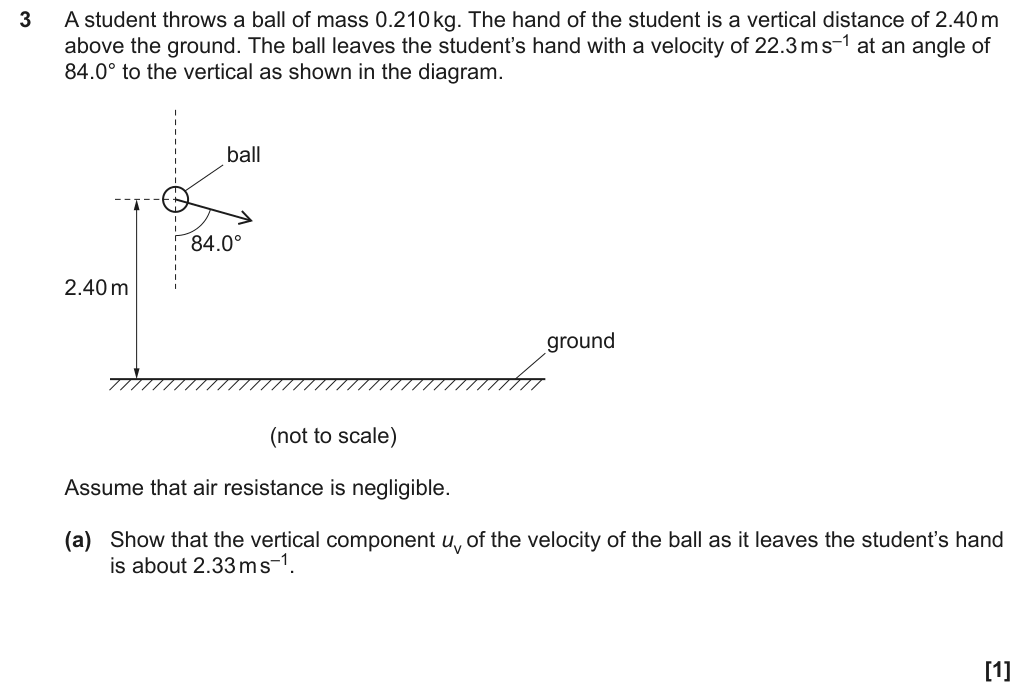 3 A student throws a ball of mass 0.210 kg. The hand of the student is a vertical distance of 2.40 m
above the ground. The ball leaves the student’s hand with a velocity of 22.3 m s⁻¹ at an angle of
84.0° to the vertical as shown in the diagram.
ball
84.0°
2.40 m
ground
(not to scale)
Assume that air resistance is negligible.
(a) Show that the vertical component uᵥ of the velocity of the ball as it leaves the student’s hand
is about 2.33 m s⁻¹.
[1]